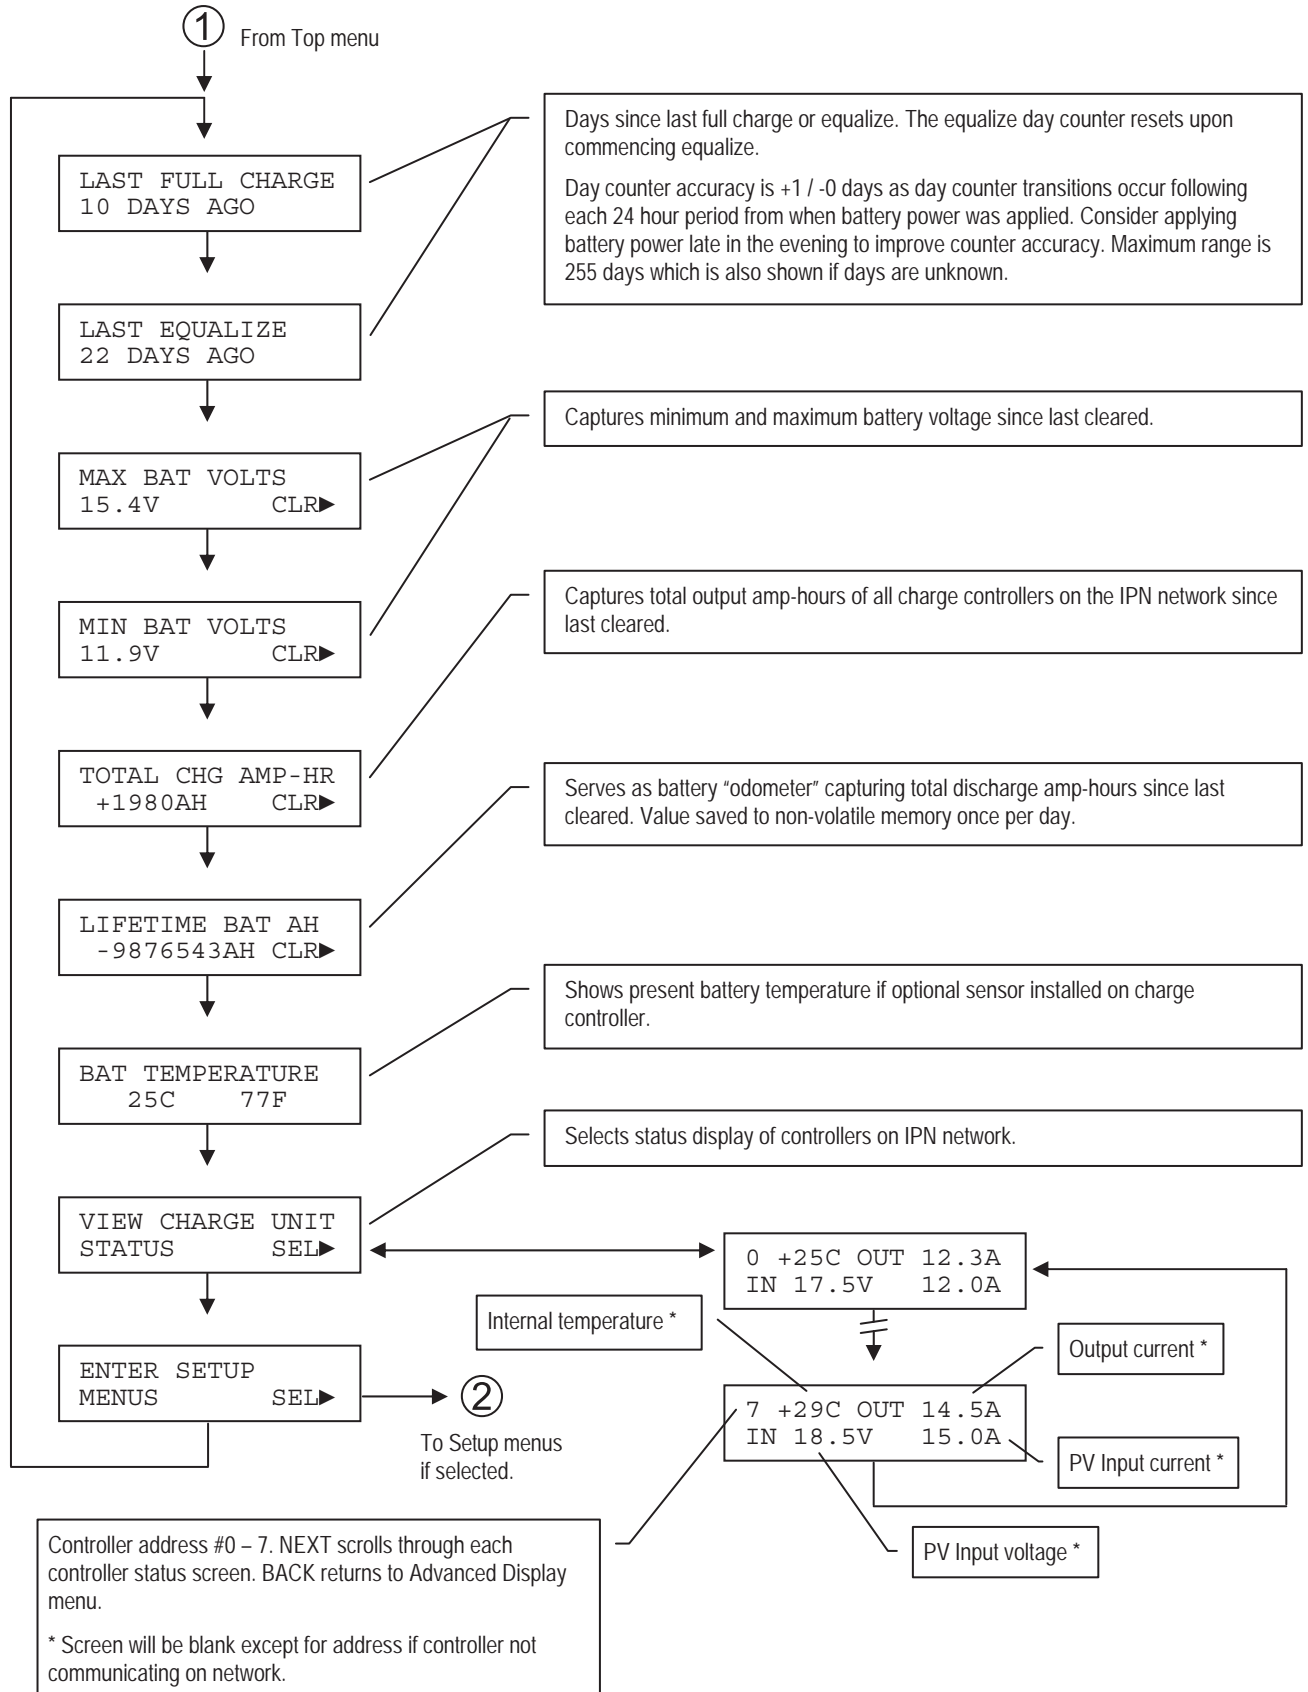 1 From Top menu
LAST FULL CHARGE
10 DAYS AGO
Days since last full charge or equalize. The equalize day counter resets upon
commencing equalize.
Day counter accuracy is +1 / -0 days as day counter transitions occur following
each 24 hour period from when battery power was applied. Consider applying
battery power late in the evening to improve counter accuracy. Maximum range is
255 days which is also shown if days are unknown.
LAST EQUALIZE
22 DAYS AGO
Captures minimum and maximum battery voltage since last cleared.
MAX BAT VOLTS
15.4V CLR►
MIN BAT VOLTS
11.9V CLR►
Captures total output amp-hours of all charge controllers on the IPN network since
last cleared.
TOTAL CHG AMP-HR
+1980AH CLR►
Serves as battery “odometer” capturing total discharge amp-hours since last
cleared. Value saved to non-volatile memory once per day.
LIFETIME BAT AH
-9876543AH CLR►
Shows present battery temperature if optional sensor installed on charge
controller.
BAT TEMPERATURE
25C 77F
Selects status display of controllers on IPN network.
VIEW CHARGE UNIT
STATUS SEL►
0 +25C OUT 12.3A
IN 17.5V 12.0A
Internal temperature *
Output current *
ENTER SETUP
MENUS SEL►
2
To Setup menus
if selected.
7 +29C OUT 14.5A
IN 18.5V 15.0A
PV Input current *
PV Input voltage *
Controller address #0 – 7. NEXT scrolls through each
controller status screen. BACK returns to Advanced Display
menu.
* Screen will be blank except for address if controller not
communicating on network.